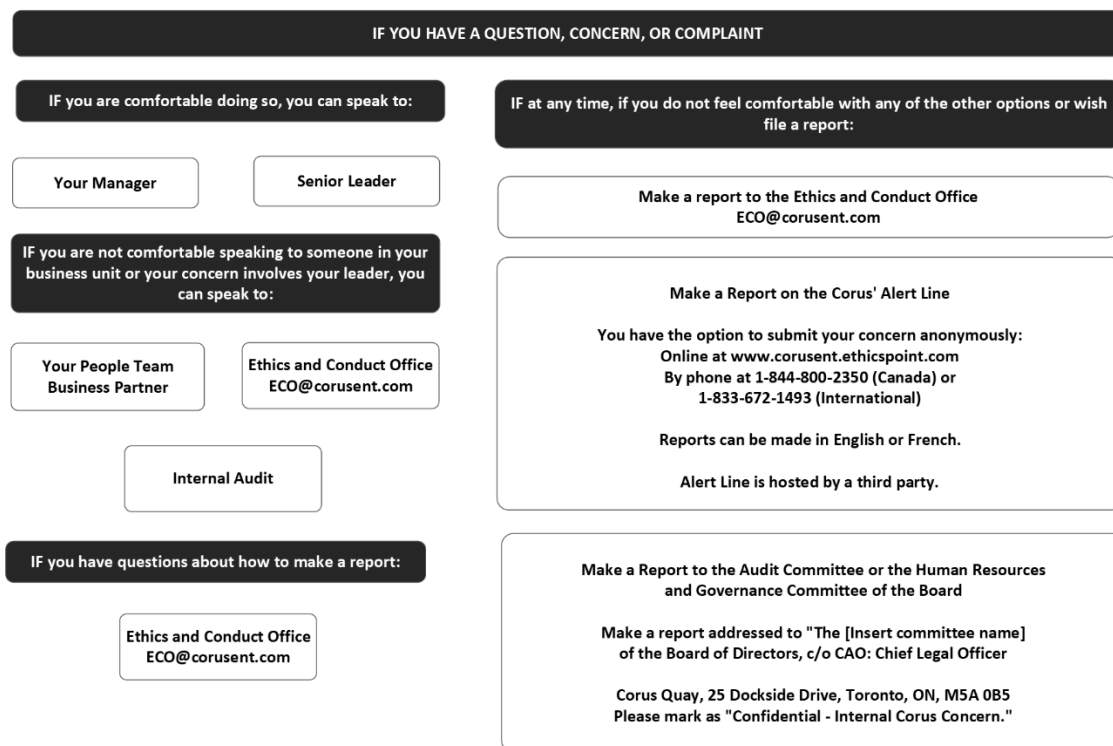 IF YOU HAVE A QUESTION, CONCERN, OR COMPLAINT
IF you are comfortable doing so, you can speak to:
Your Manager
Senior Leader
IF you are not comfortable speaking to someone in your
business unit or your concern involves your leader, you
can speak to:
Your People Team
Business Partner
Ethics and Conduct Office
ECO@corusent.com
Internal Audit
IF you have questions about how to make a report:
Ethics and Conduct Office
ECO@corusent.com
IF at any time, if you do not feel comfortable with any of the other options or wish
file a report:
Make a report to the Ethics and Conduct Office
ECO@corusent.com
Make a Report on the Corus' Alert Line
You have the option to submit your concern anonymously:
Online at www.corusent.ethicspoint.com
By phone at 1-844-800-2350 (Canada) or
1-833-672-1493 (International)
Reports can be made in English or French.
Alert Line is hosted by a third party.
Make a Report to the Audit Committee or the Human Resources
and Governance Committee of the Board
Make a report addressed to "The [Insert committee name]
of the Board of Directors, c/o CAO: Chief Legal Officer
Corus Quay, 25 Dockside Drive, Toronto, ON, M5A 0B5
Please mark as "Confidential - Internal Corus Concern."